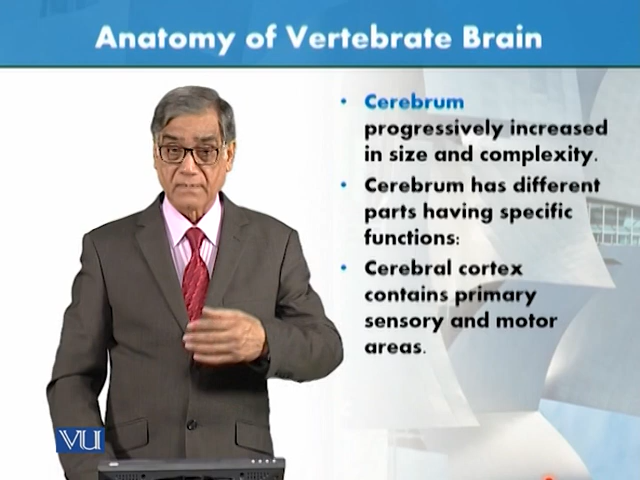 Anatomy of Vertebrate Brain
• Cerebrum
progressively increased
in size and complexity.
• Cerebrum has different
parts having specific
functions:
• Cerebral cortex
contains primary
sensory and motor
areas.
VU